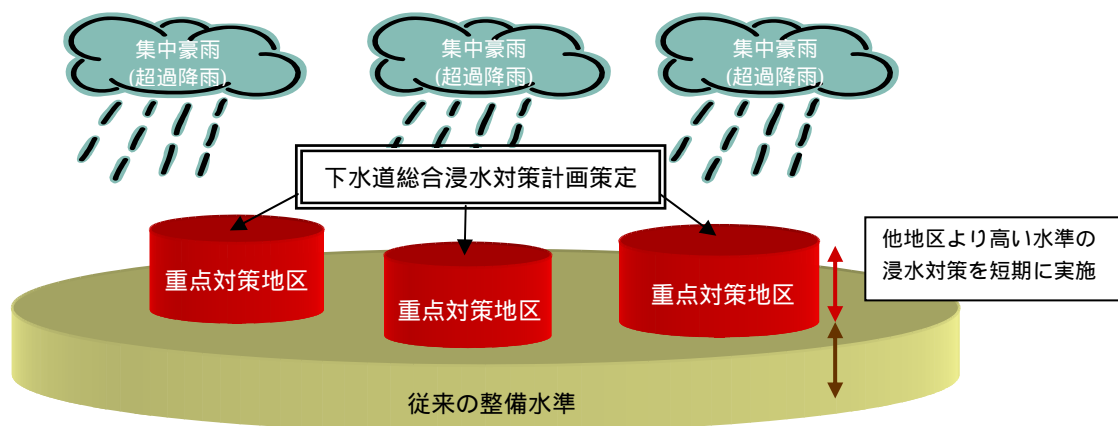 集中豪雨
(超過降雨)
集中豪雨
(超過降雨)
集中豪雨
(超過降雨)
下水道総合浸水対策計画策定
重点対策地区
重点対策地区
重点対策地区
他地区より高い水準の
浸水対策を短期に実施
従来の整備水準